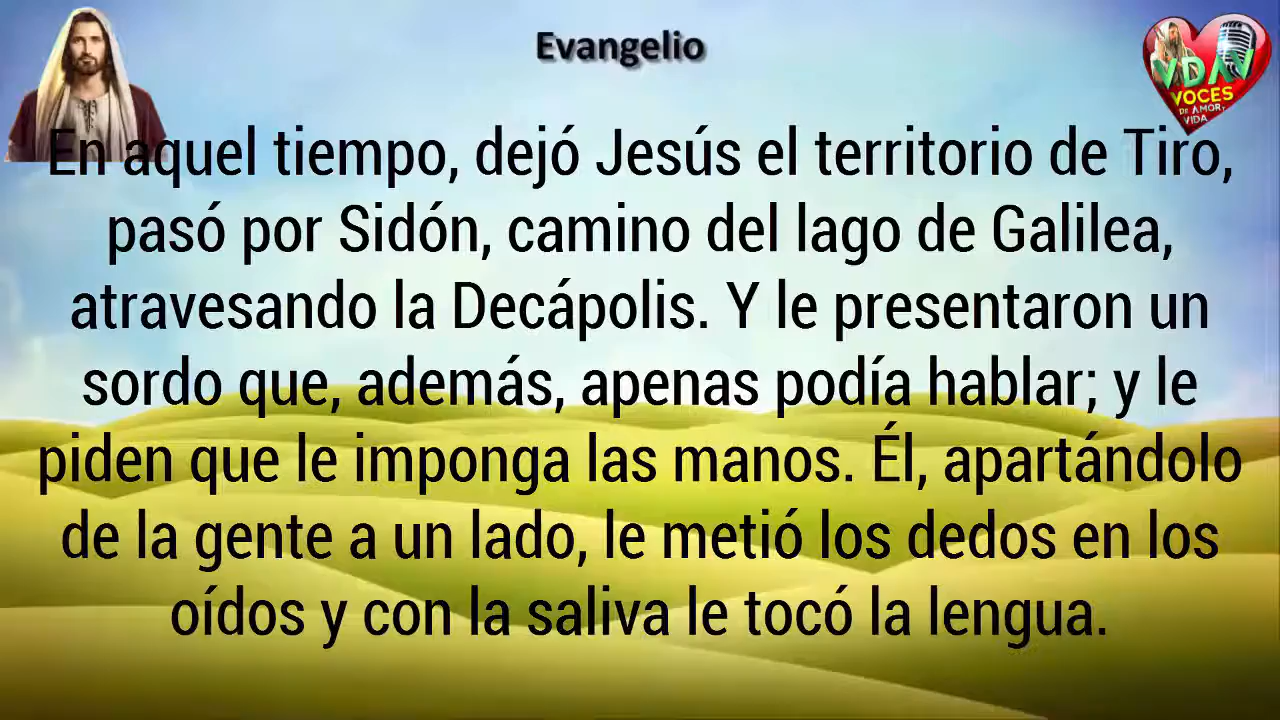 Evangelio
VDAV
VOCES
DE AMOR Y
VIDA
En aquel tiempo, dejó Jesús el territorio de Tiro,
pasó por Sidón, camino del lago de Galilea,
atravesando la Decápolis. Y le presentaron un
sordo que, además, apenas podía hablar; y le
piden que le imponga las manos. Él, apartándolo
de la gente a un lado, le metió los dedos en los
oídos y con la saliva le tocó la lengua.